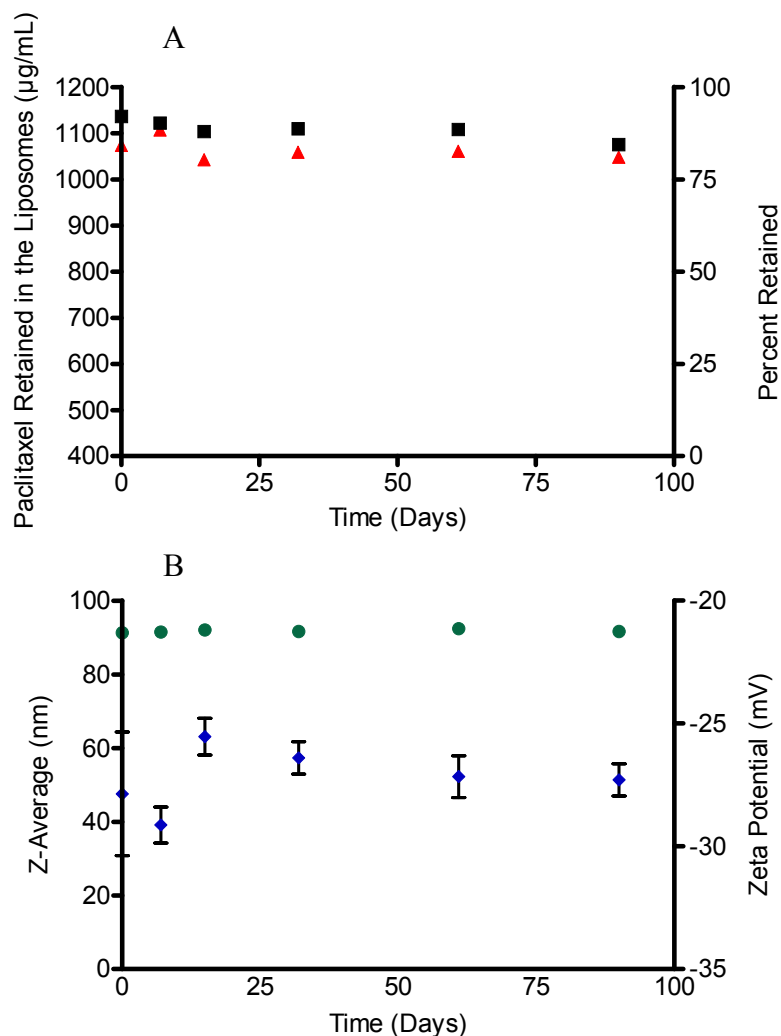 A
Paclitaxel Retained in the Liposomes (µg/mL)
1200
1100
1000
900
800
700
600
500
400
100
75
50
25
0
Percent Retained
0 25 50 75 100
Time (Days)
B
Z-Average (nm)
100
80
60
40
20
0
-20
-25
-30
-35
Zeta Potential (mV)
0 25 50 75 100
Time (Days)